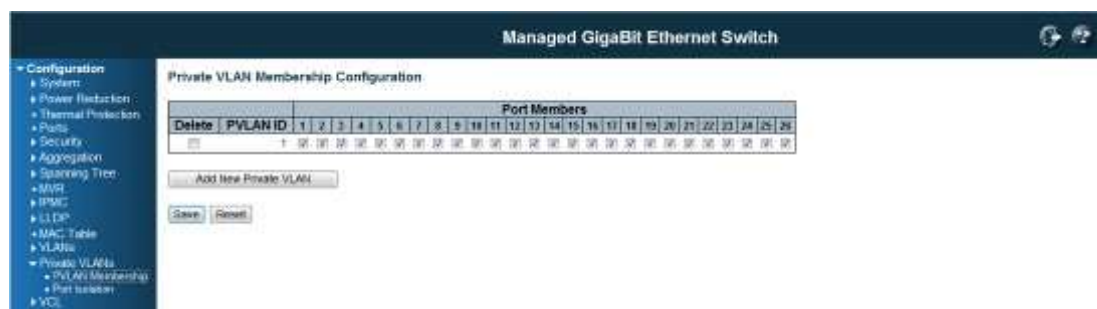 Managed GigaBit Ethernet Switch
Configuration
System
Power Reduction
Thermal Protection
Ports
Security
Aggregation
Spanning Tree
MVR
IPMC
LLDP
MAC Table
VLANs
Private VLANs
PVLAN Membership
Port Isolation
VCL
Private VLAN Membership Configuration
Port Members
Delete PVLAN ID 1 2 3 4 5 6 7 8 9 10 11 12 13 14 15 16 17 18 19 20 21 22 23 24 25 26
1
Add New Private VLAN
Save Reset